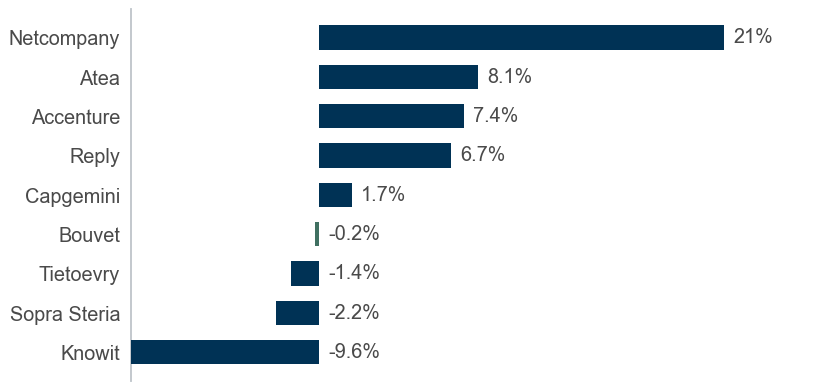 Netcompany 21%
Atea 8.1%
Accenture 7.4%
Reply 6.7%
Capgemini 1.7%
Bouvet -0.2%
Tietoevry -1.4%
Sopra Steria -2.2%
Knowit -9.6%